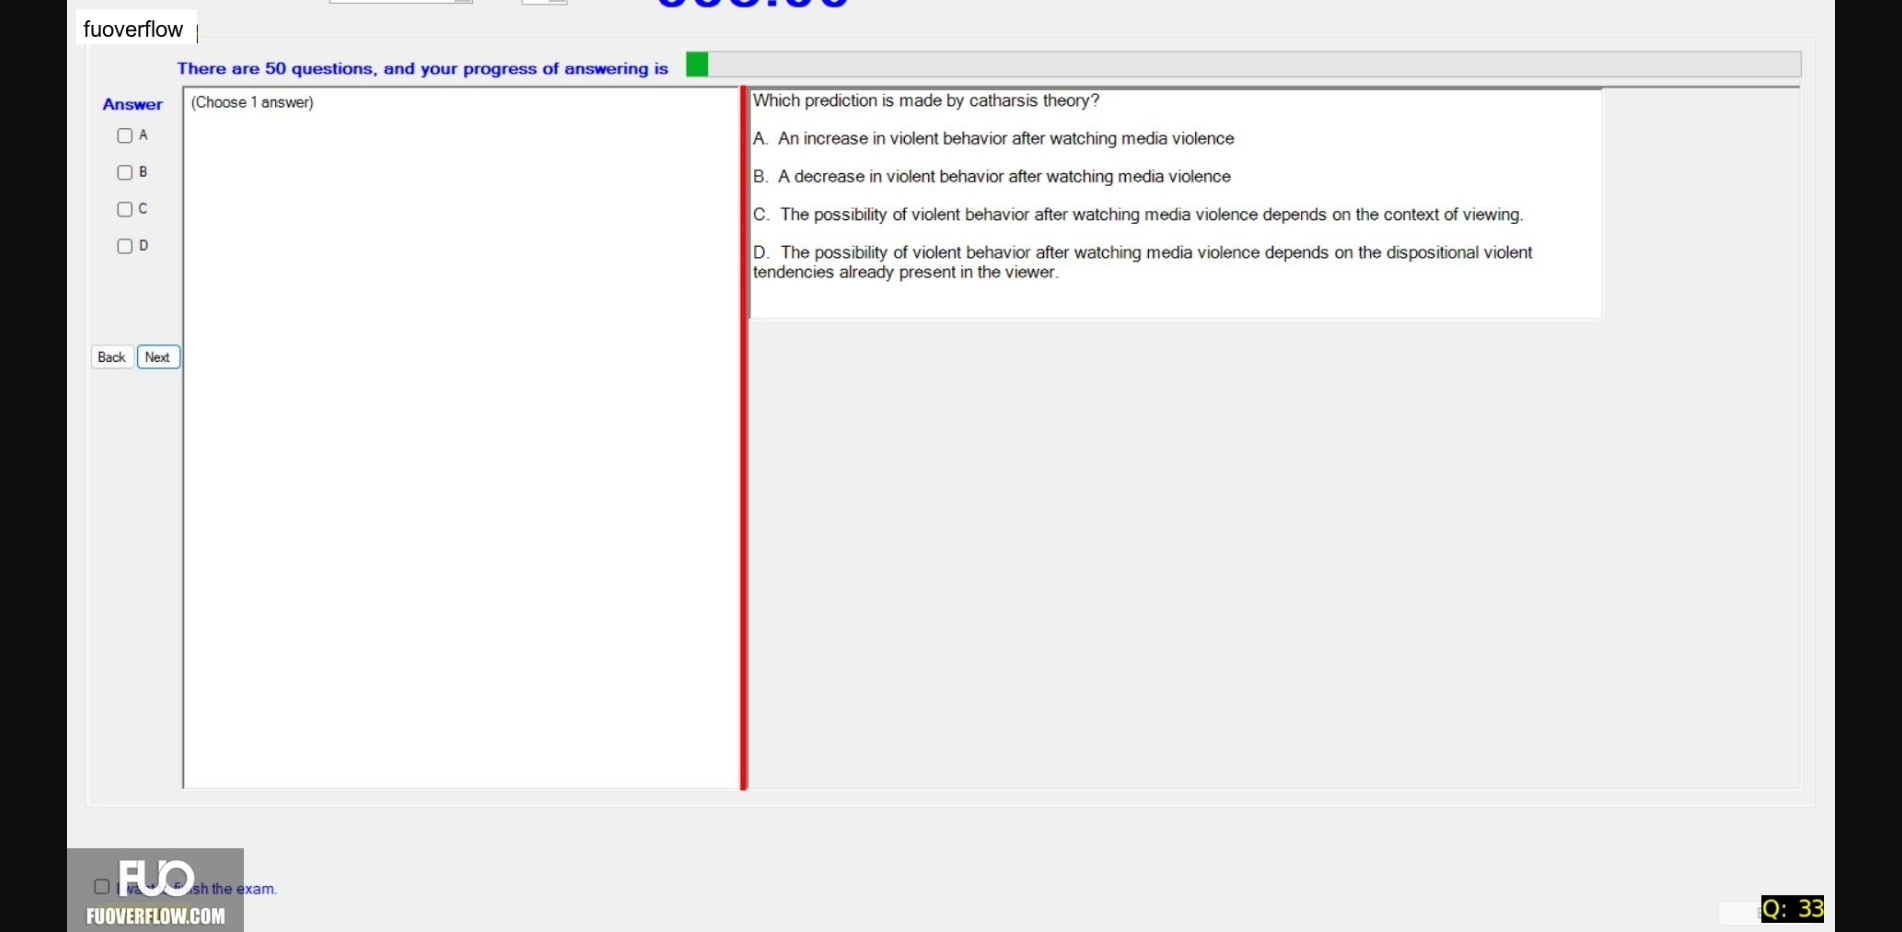 fuoverflow
There are 50 questions, and your progress of answering is
Answer
(Choose 1 answer)
A
B
C
D
Back Next
Which prediction is made by catharsis theory?
A. An increase in violent behavior after watching media violence
B. A decrease in violent behavior after watching media violence
C. The possibility of violent behavior after watching media violence depends on the context of viewing.
D. The possibility of violent behavior after watching media violence depends on the dispositional violent
tendencies already present in the viewer.
FUO
I want finish the exam.
FUOVERFLOW.COM
Q: 33